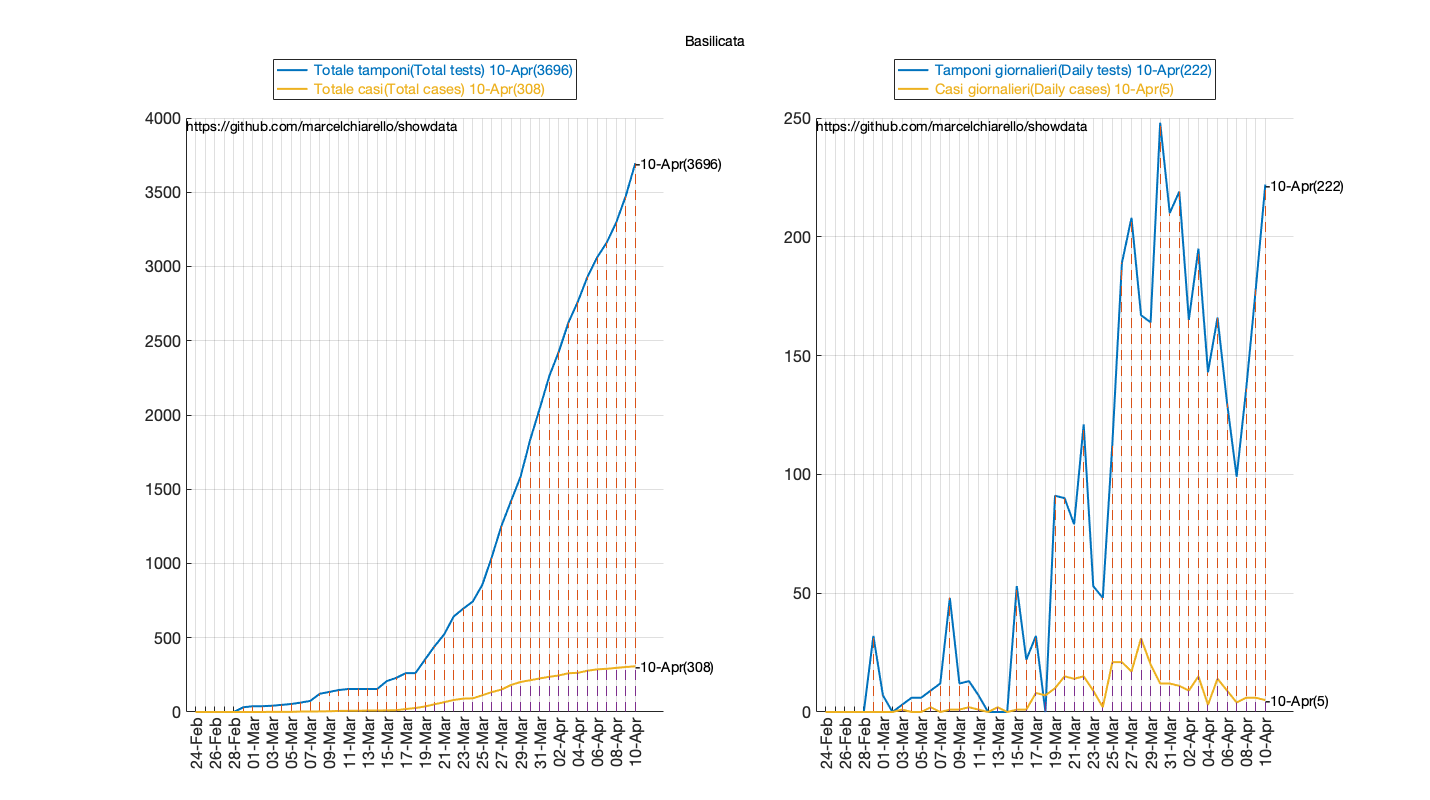 Basilicata
Totale tamponi(Total tests) 10-Apr(3696)
Totale casi(Total cases) 10-Apr(308)
https://github.com/marcelchiarello/showdata
4000
3500
3000
2500
2000
1500
1000
500
0
10-Apr(3696)
10-Apr(308)
24-Feb
26-Feb
28-Feb
01-Mar
03-Mar
05-Mar
07-Mar
09-Mar
11-Mar
13-Mar
15-Mar
17-Mar
19-Mar
21-Mar
23-Mar
25-Mar
27-Mar
29-Mar
31-Mar
02-Apr
04-Apr
06-Apr
08-Apr
10-Apr
Tamponi giornalieri(Daily tests) 10-Apr(222)
Casi giornalieri(Daily cases) 10-Apr(5)
https://github.com/marcelchiarello/showdata
250
200
150
100
50
0
10-Apr(222)
10-Apr(5)
24-Feb
26-Feb
28-Feb
01-Mar
03-Mar
05-Mar
07-Mar
09-Mar
11-Mar
13-Mar
15-Mar
17-Mar
19-Mar
21-Mar
23-Mar
25-Mar
27-Mar
29-Mar
31-Mar
02-Apr
04-Apr
06-Apr
08-Apr
10-Apr